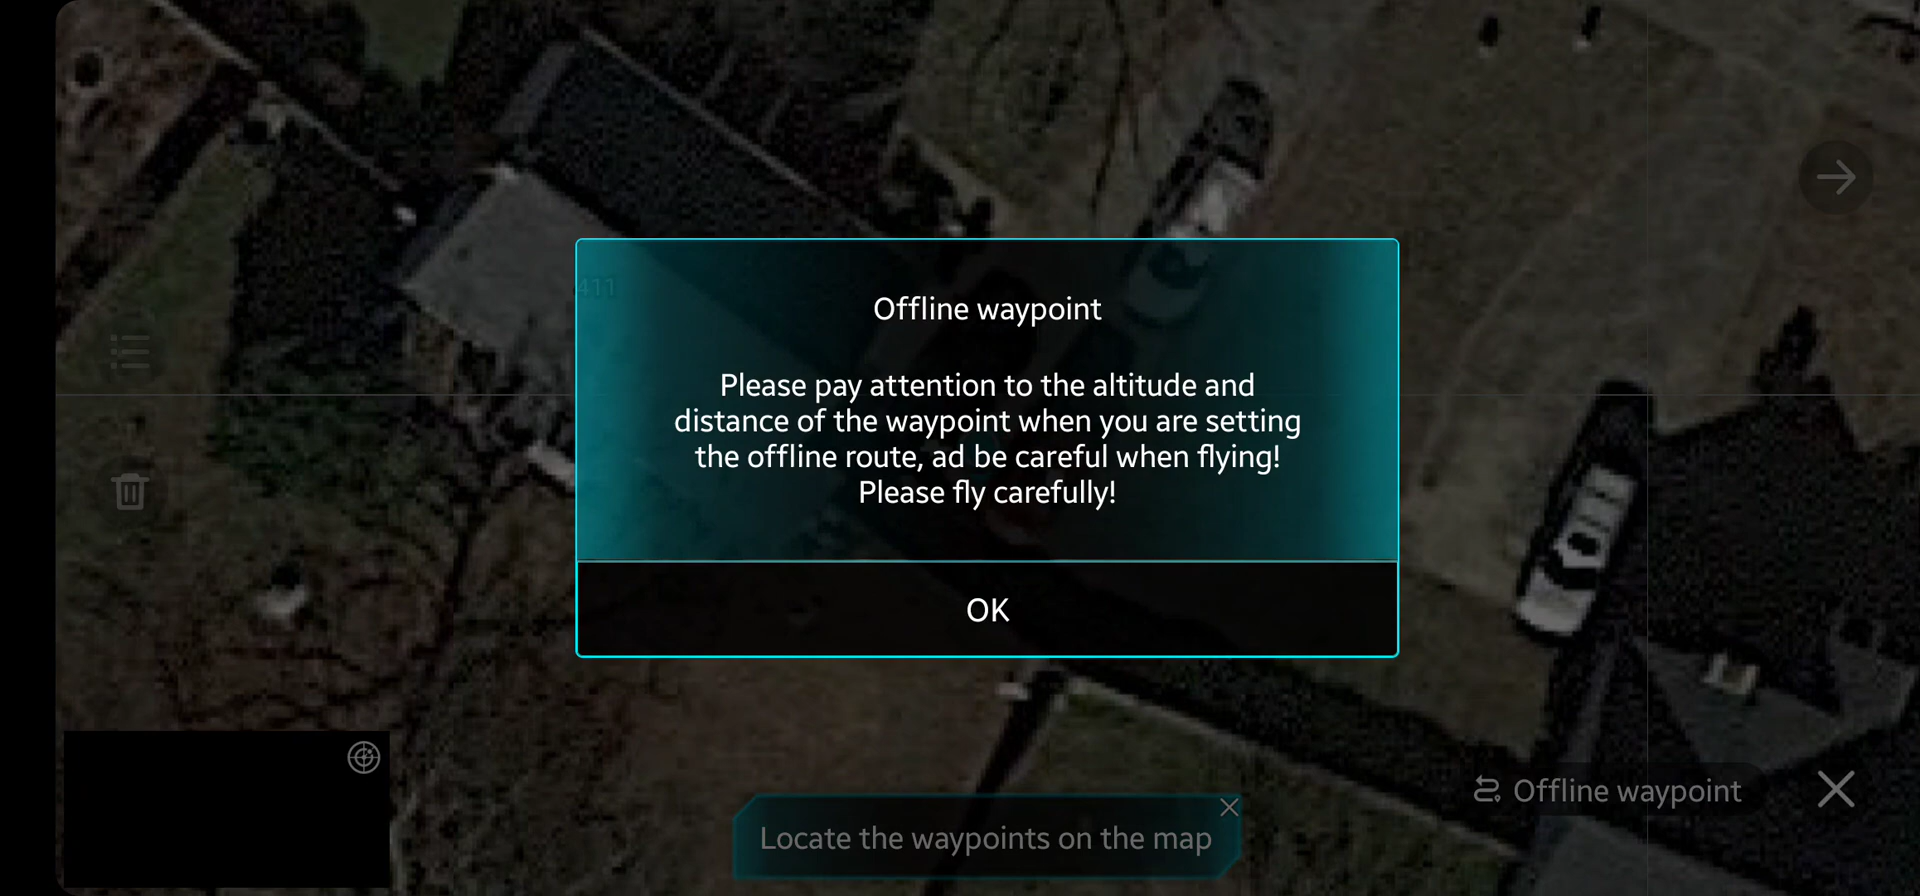 411
Offline waypoint
Please pay attention to the altitude and
distance of the waypoint when you are setting
the offline route, ad be careful when flying!
Please fly carefully!
OK
Offline waypoint
Locate the waypoints on the map